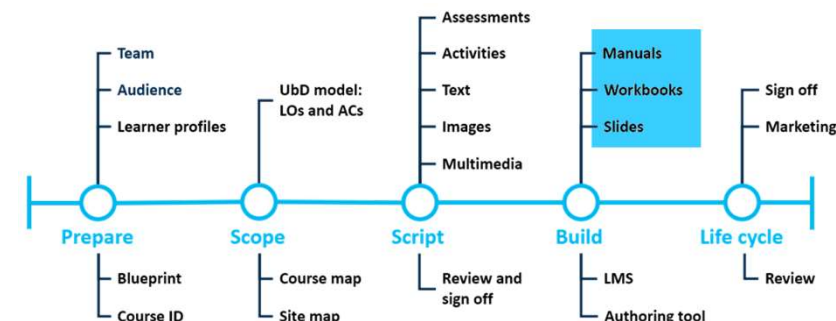 Assessments
Team
Activities
Manuals
Audience
UbD model:
LOs and ACs
Text
Workbooks
Sign off
Learner profiles
Images
Slides
Marketing
Multimedia
Prepare
Scope
Script
Build
Life cycle
Blueprint
Course map
Review and
sign off
LMS
Review
Course ID
Site map
Authoring tool